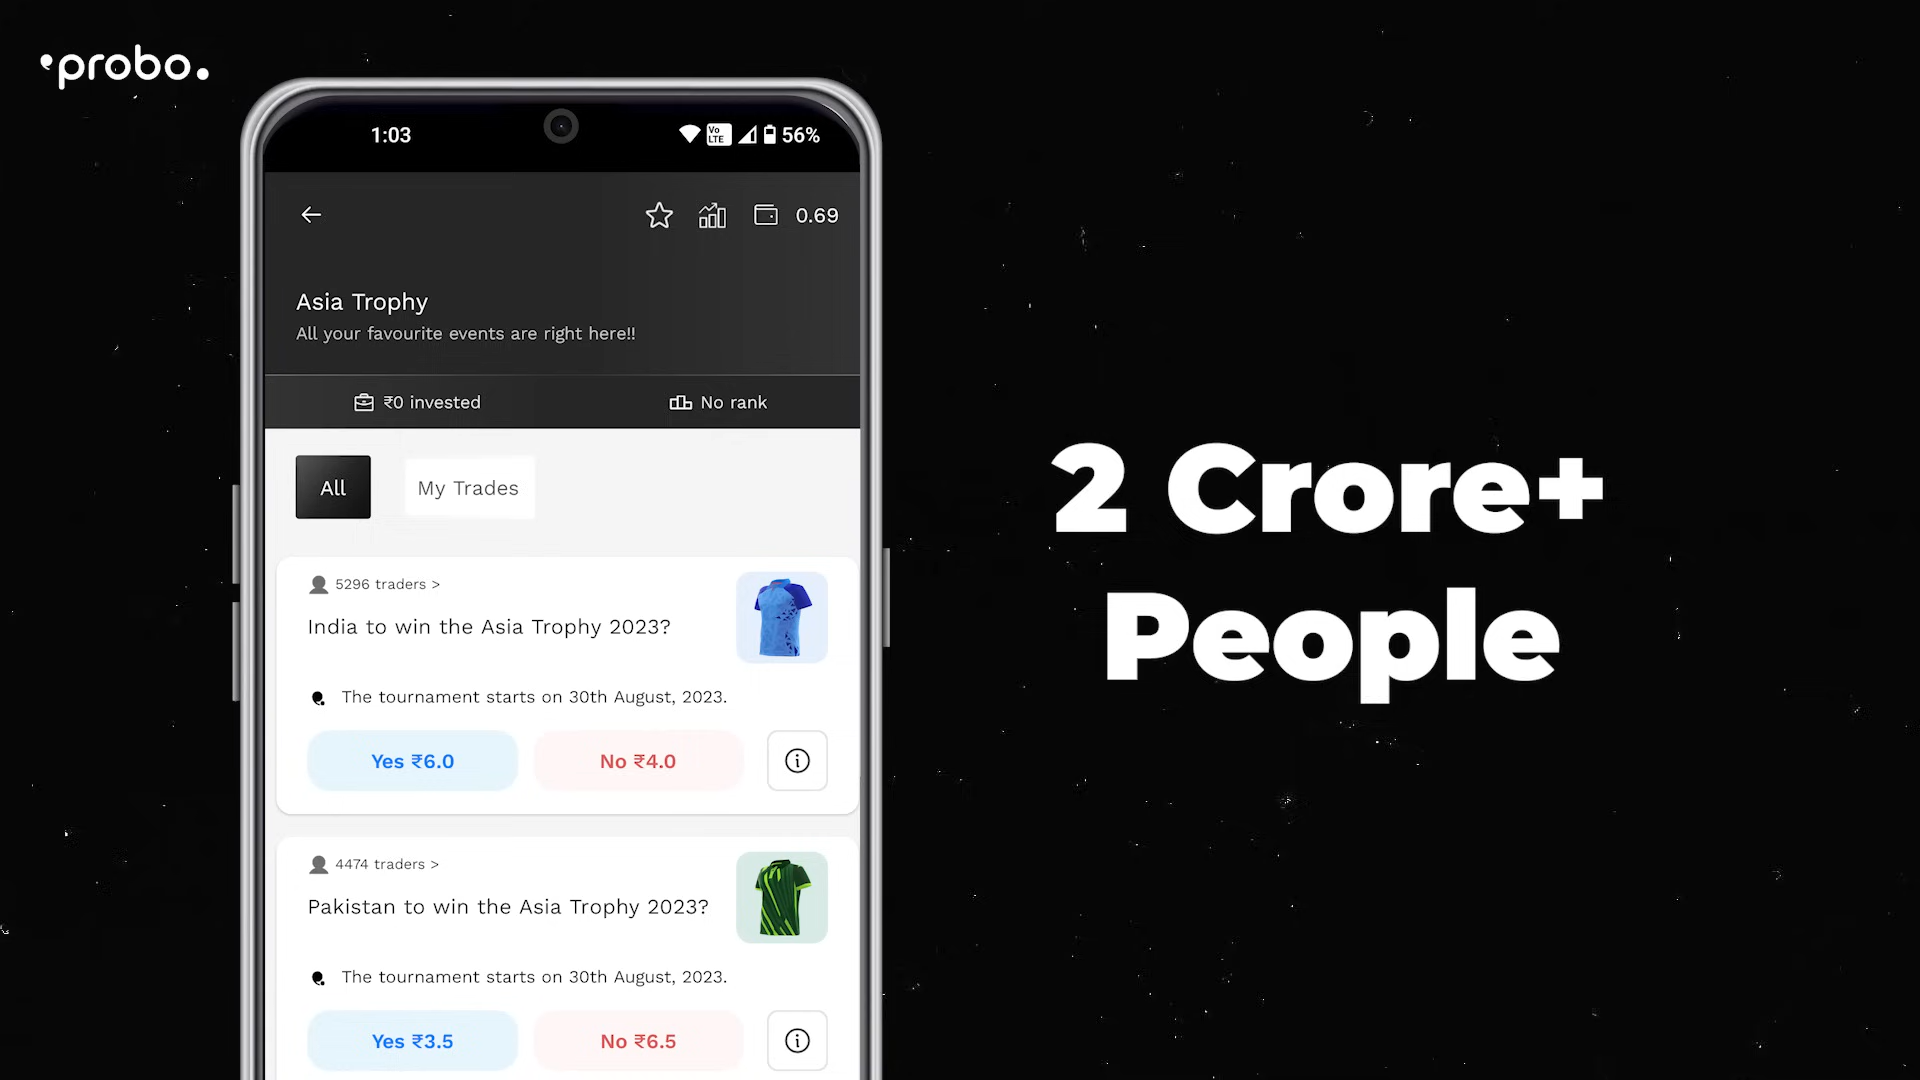 probo.
1:03
Vo LTE
56%
0.69
Asia Trophy
All your favourite events are right here!!
₹0 invested
No rank
All
My Trades
5296 traders >
India to win the Asia Trophy 2023?
The tournament starts on 30th August, 2023.
Yes ₹6.0
No ₹4.0
4474 traders >
Pakistan to win the Asia Trophy 2023?
The tournament starts on 30th August, 2023.
Yes ₹3.5
No ₹6.5
2 Crore+
People